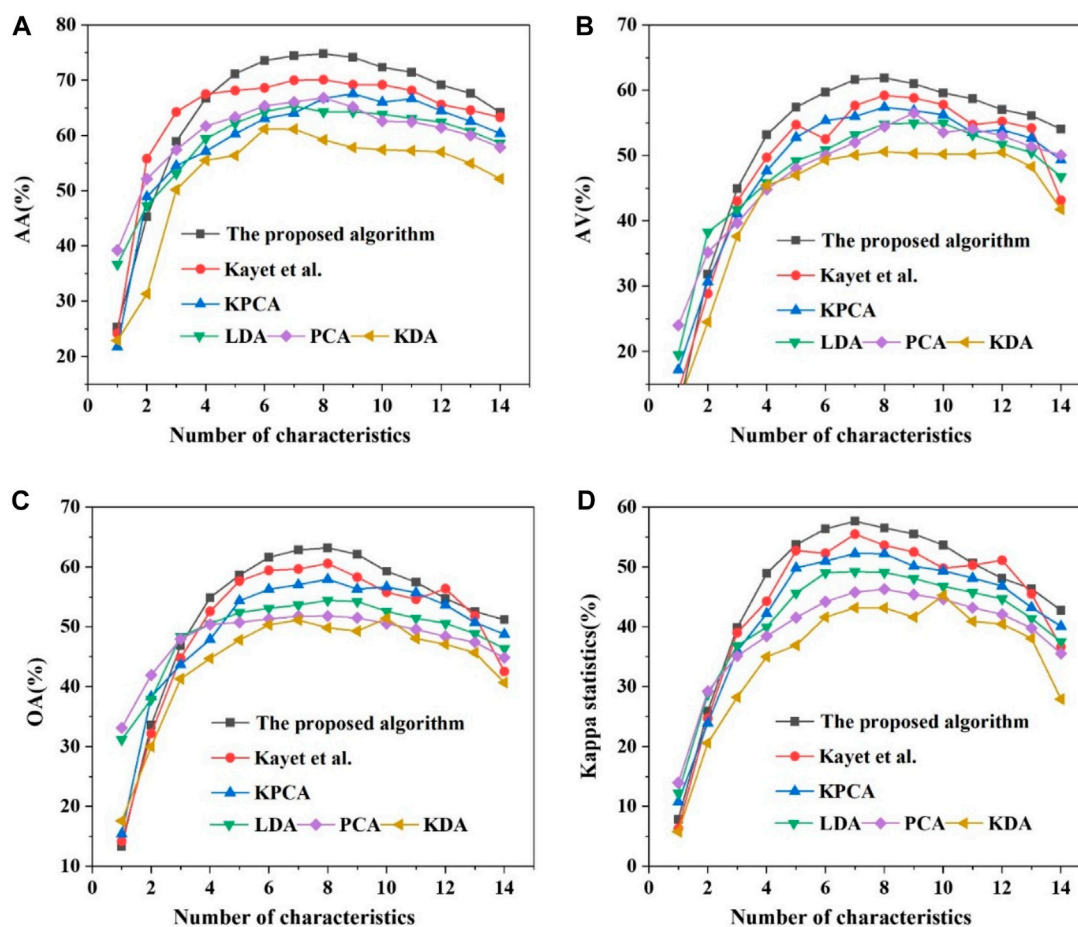 A
80
70
60
50
40
30
20
AA(%)
The proposed algorithm
Kayet et al.
KPCA
LDA PCA KDA
0 2 4 6 8 10 12 14
Number of characteristics
B
70
60
50
40
30
20
AV(%)
The proposed algorithm
Kayet et al.
KPCA
LDA PCA KDA
0 2 4 6 8 10 12 14
Number of characteristics
C
70
60
50
40
30
20
10
OA(%)
The proposed algorithm
Kayet et al.
KPCA
LDA PCA KDA
0 2 4 6 8 10 12 14
Number of characteristics
D
60
50
40
30
20
10
0
Kappa statistics(%)
The proposed algorithm
Kayet et al.
KPCA
LDA PCA KDA
0 2 4 6 8 10 12 14
Number of characteristics